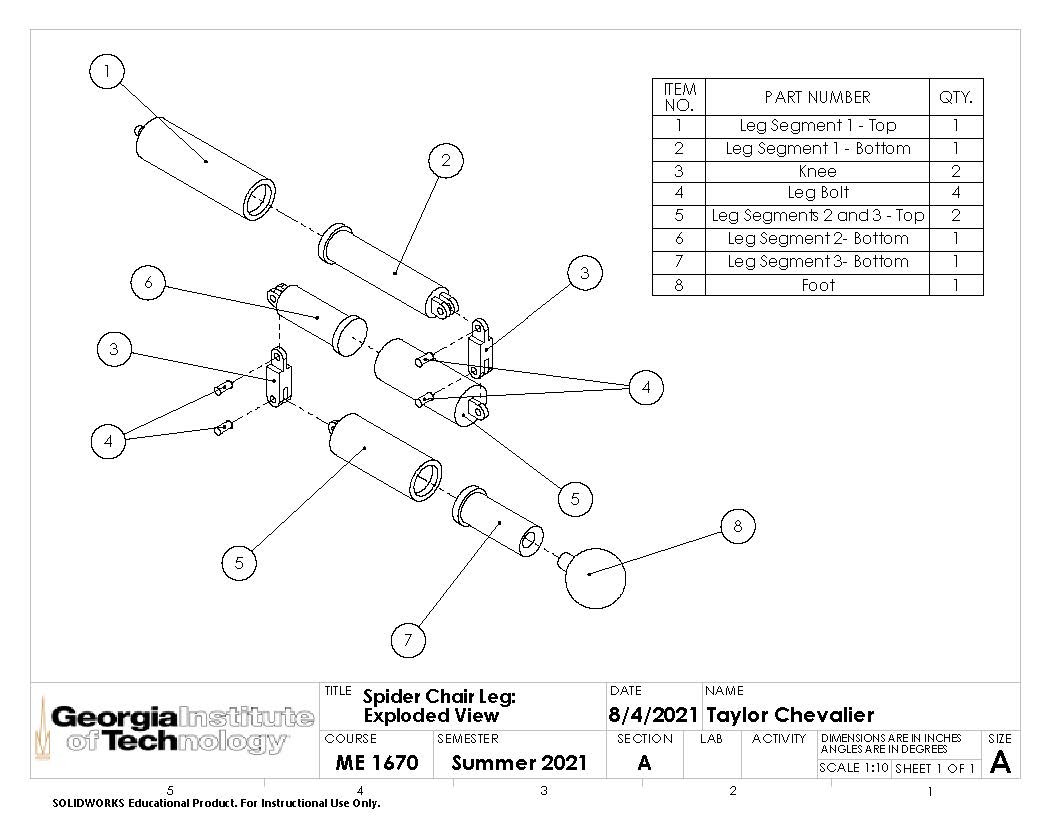 1
2
3
6
3
4
4
5
5
7
8
ITEM NO. PART NUMBER QTY.
1 Leg Segment 1 - Top 1
2 Leg Segment 1 - Bottom 1
3 Knee 2
4 Leg Bolt 4
5 Leg Segments 2 and 3 - Top 2
6 Leg Segment 2- Bottom 1
7 Leg Segment 3- Bottom 1
8 Foot 1
Georgia Institute
of Technology
TITLE Spider Chair Leg:
Exploded View
DATE
8/4/2021
NAME
Taylor Chevalier
COURSE
ME 1670
SEMESTER
Summer 2021
SECTION
A
LAB
ACTIVITY
DIMENSIONS ARE IN INCHES
ANGLES ARE IN DEGREES
SCALE 1:10 SHEET 1 OF 1
SIZE
A
5 4 3 2 1
SOLIDWORKS Educational Product. For Instructional Use Only.